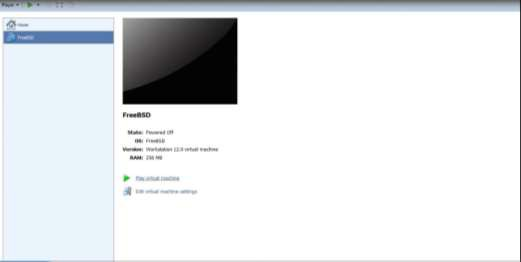 Player
Home
FreeBSD
FreeBSD
State: Powered Off
OS: FreeBSD
Version: Workstation 12.0 virtual machine
RAM: 256 MB
Play virtual machine
Edit virtual machine settings